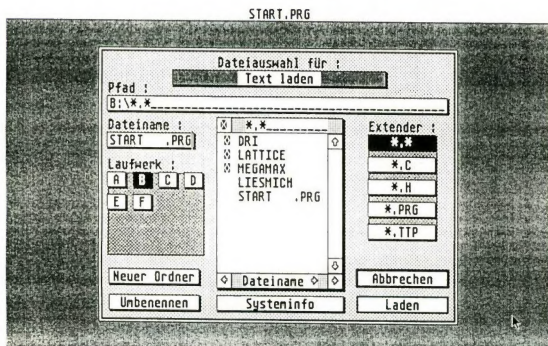 START.PRG
Dateiauswahl für :
Text laden
Pfad :
B:\*.*
Dateiname :
START .PRG
Laufwerk :
A B C D
E F
*.*
DRI
LATTICE
MEGAMAX
LIESMICH
START .PRG
Dateiname
Extender :
*.*
*.C
*.H
*.PRG
*.TTP
Neuer Ordner
Umbenennen
Systeminfo
Abbrechen
Laden